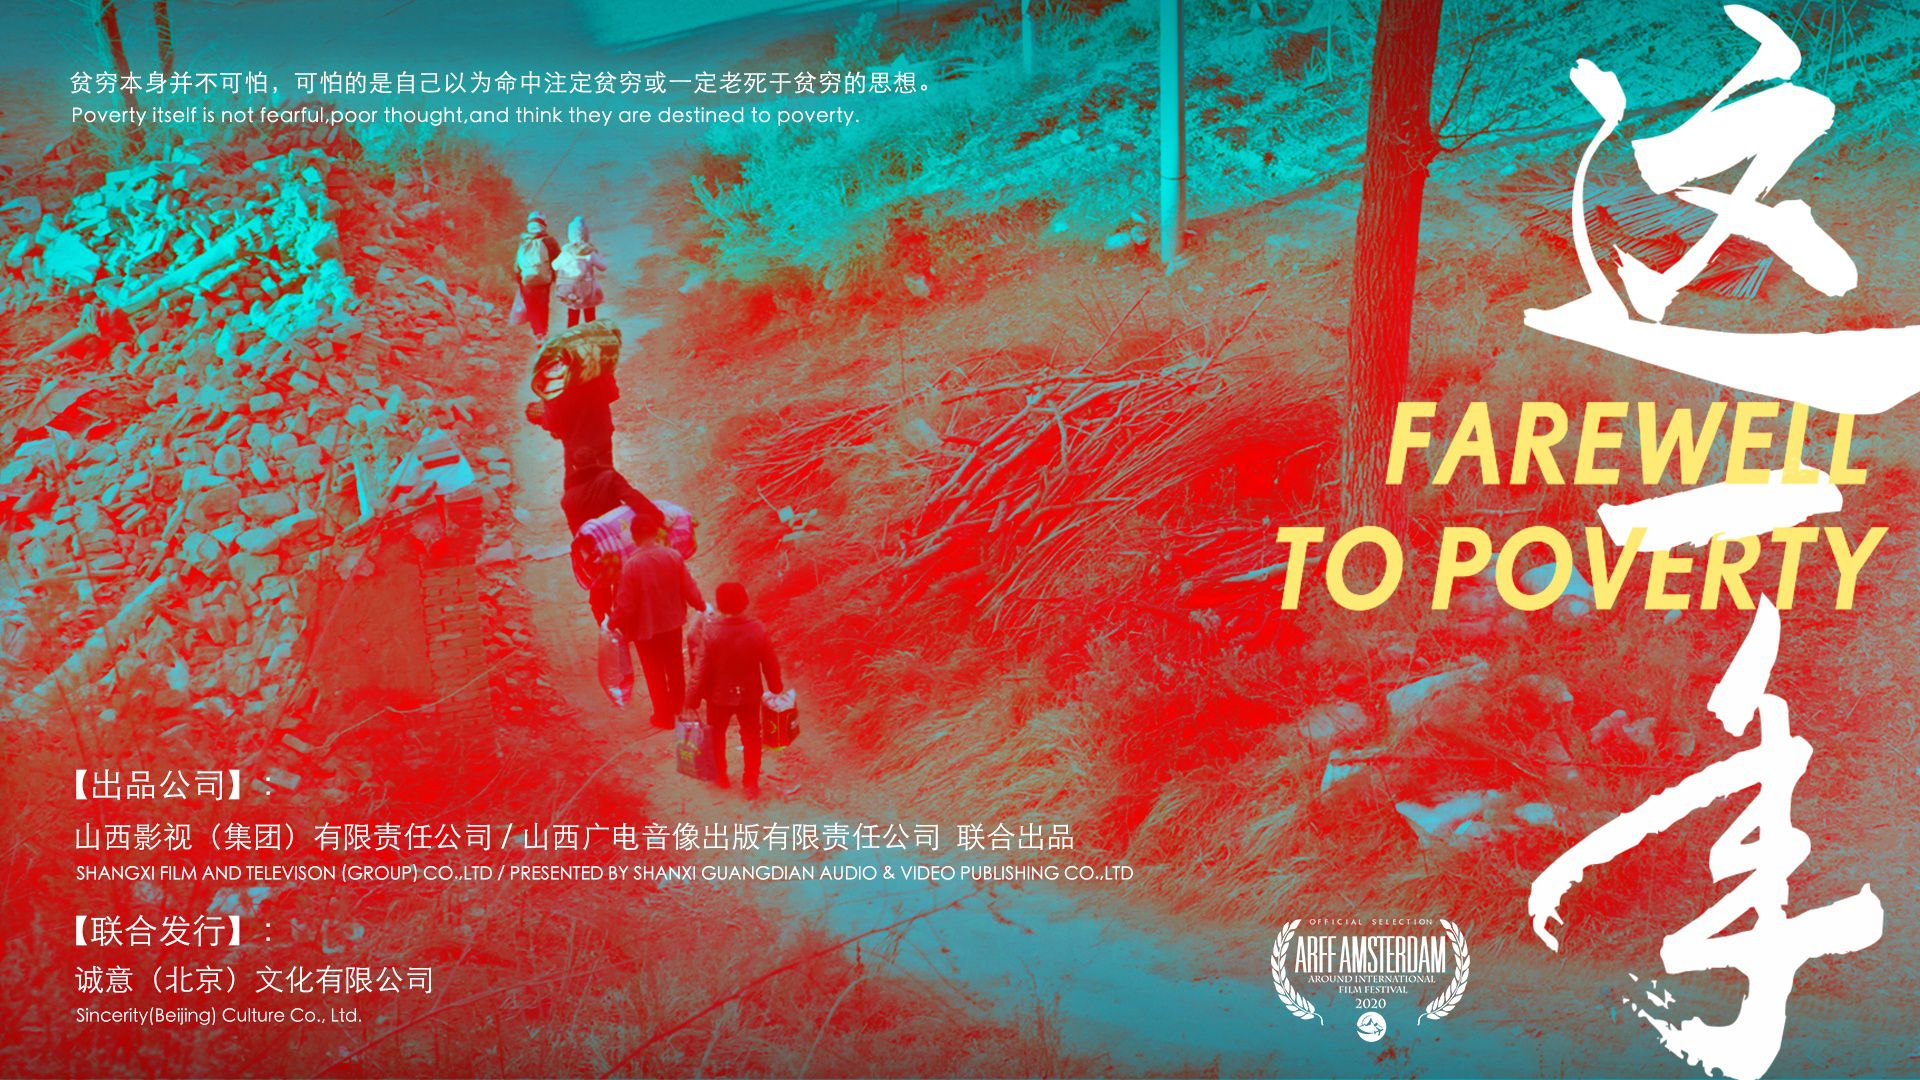 贫穷本身并不可怕，可怕的是自己以为命中注定贫穷或一定老死于贫穷的思想。
Poverty itself is not fearful,poor thought,and think they are destined to poverty.
这一年
FAREWELL
TO POVERTY
【出品公司】:
山西影视（集团）有限责任公司 / 山西广电音像出版有限责任公司 联合出品
SHANGXI FILM AND TELEVISON (GROUP) CO.,LTD / PRESENTED BY SHANXI GUANGDIAN AUDIO & VIDEO PUBLISHING CO.,LTD
【联合发行】:
诚意（北京）文化有限公司
Sincerity(Beijing) Culture Co., Ltd.
OFFICIAL SELECTION
ARFF AMSTERDAM
AROUND INTERNATIONAL
FILM FESTIVAL
2020